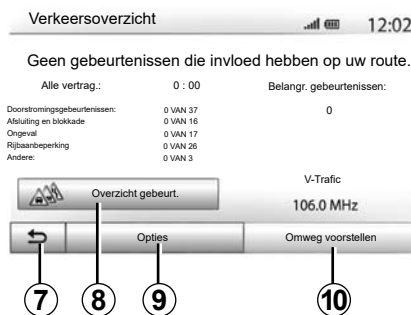 Verkeersoverzicht 12:02
Geen gebeurtenissen die invloed hebben op uw route.
Alle vertrag.: 0 : 00 Belangr. gebeurtenissen:
0
Doorstromingsgebeurtenissen: 0 VAN 37
Afsluiting en blokkade 0 VAN 16
Ongeval 0 VAN 17
Rijbaanbeperking 0 VAN 26
Andere: 0 VAN 3
Overzicht gebeurt. V-Trafic
106.0 MHz
Opties Omweg voorstellen
7 8 9 10